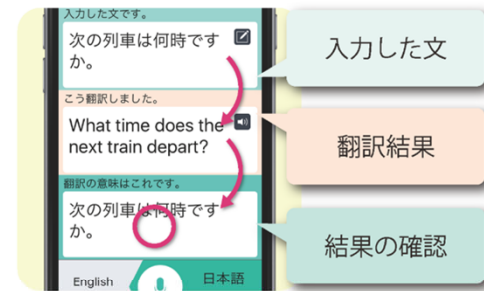 入力した文です。
次の列車は何時です
か。
入力した文
こう翻訳しました。
What time does the
next train depart?
翻訳結果
翻訳の意味はこれです。
次の列車は何時です
か。
結果の確認
English
日本語